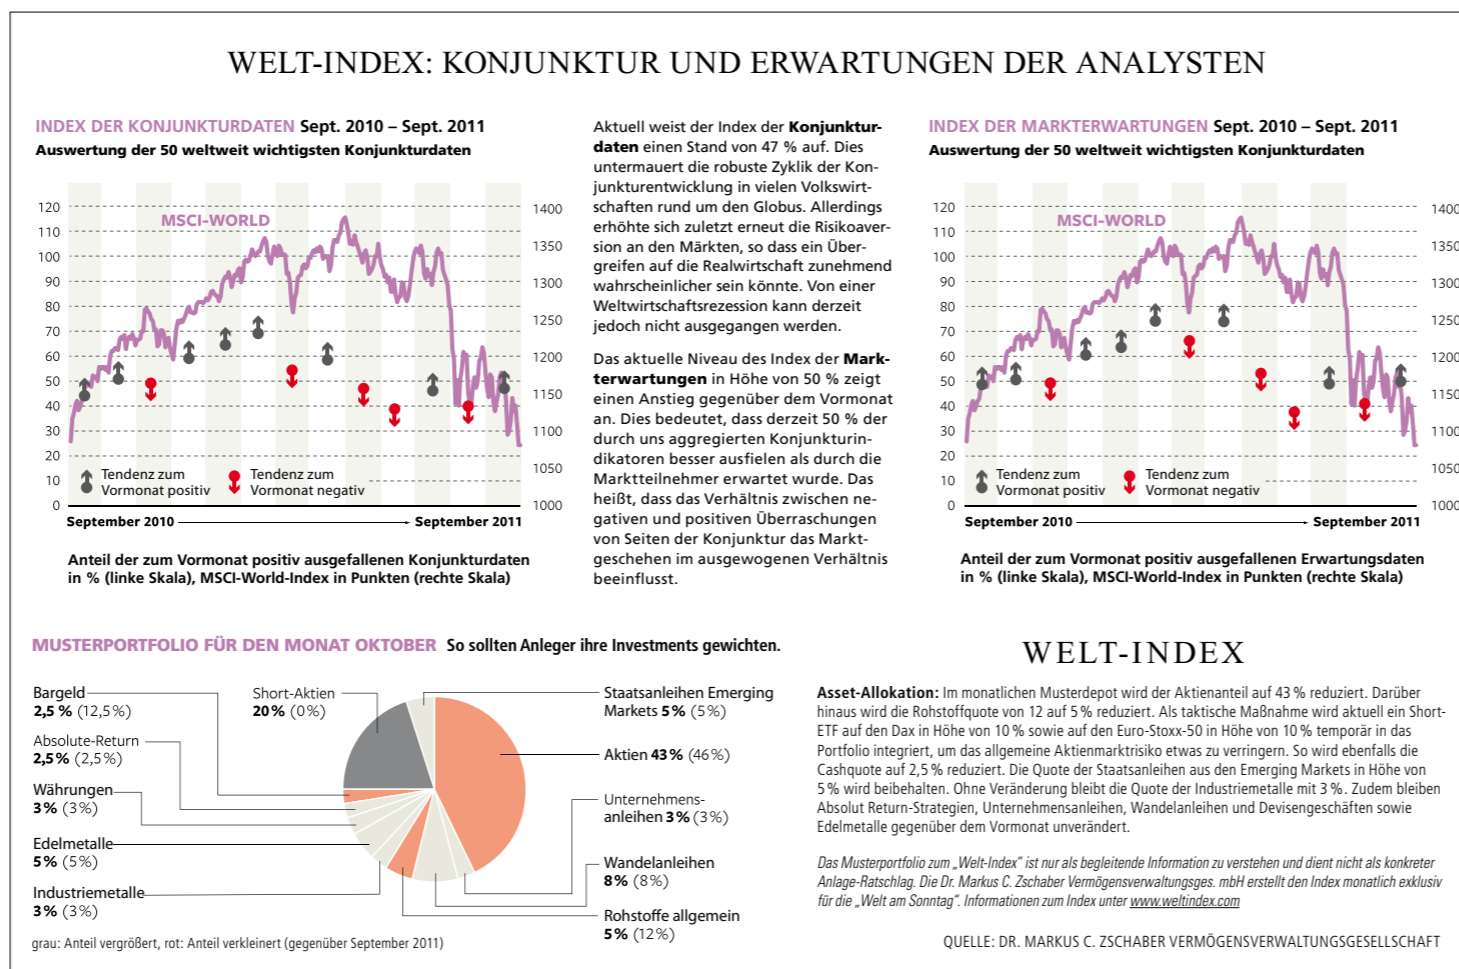 WELT-INDEX: KONJUNKTUR UND ERWARTUNGEN DER ANALYSTEN
INDEX DER KONJUNKTURDATEN Sept. 2010 – Sept. 2011
Auswertung der 50 weltweit wichtigsten Konjunkturdaten
MSCI-WORLD
120
110
100
90
80
70
60
50
40
30
20
10
0
1400
1350
1300
1250
1200
1150
1100
1050
1000
Tendenz zum
Vormonat positiv
Tendenz zum
Vormonat negativ
September 2010
September 2011
Anteil der zum Vormonat positiv ausgefallenen Konjunkturdaten
in % (linke Skala), MSCI-World-Index in Punkten (rechte Skala)
Aktuell weist der Index der Konjunktur-
daten einen Stand von 47 % auf. Dies
untermauert die robuste Zyklik der Kon-
junkturentwicklung in vielen Volkswirt-
schaften rund um den Globus. Allerdings
erhöhte sich zuletzt erneut die Risikoaver-
sion an den Märkten, so dass ein Über-
greifen auf die Realwirtschaft zunehmend
wahrscheinlicher sein könnte. Von einer
Weltwirtschaftsrezession kann derzeit
jedoch nicht ausgegangen werden.
Das aktuelle Niveau des Index der Mark-
terwartungen in Höhe von 50 % zeigt
einen Anstieg gegenüber dem Vormonat
an. Dies bedeutet, dass derzeit 50 % der
durch uns aggregierten Konjunkturin-
dikatoren besser ausfielen als durch die
Marktteilnehmer erwartet wurde. Das
heißt, dass das Verhältnis zwischen ne-
gativen und positiven Überraschungen
von Seiten der Konjunktur das Markt-
geschehen im ausgewogenen Verhältnis
beeinflusst.
INDEX DER MARKTERWARTUNGEN Sept. 2010 – Sept. 2011
Auswertung der 50 weltweit wichtigsten Konjunkturdaten
MSCI-WORLD
120
110
100
90
80
70
60
50
40
30
20
10
0
1400
1350
1300
1250
1200
1150
1100
1050
1000
Tendenz zum
Vormonat positiv
Tendenz zum
Vormonat negativ
September 2010
September 2011
Anteil der zum Vormonat positiv ausgefallenen Erwartungsdaten
in % (linke Skala), MSCI-World-Index in Punkten (rechte Skala)
MUSTERPORTFOLIO FÜR DEN MONAT OKTOBER So sollten Anleger ihre Investments gewichten.
Bargeld
2,5 % (12,5 %)
Absolute-Return
2,5 % (2,5 %)
Währungen
3 % (3 %)
Edelmetalle
5 % (5 %)
Industriemetalle
3 % (3 %)
Short-Aktien
20 % (0 %)
Staatsanleihen Emerging
Markets 5 % (5 %)
Aktien 43 % (46 %)
Unternehmens-
anleihen 3 % (3 %)
Wandelanleihen
8 % (8 %)
Rohstoffe allgemein
5 % (12 %)
grau: Anteil vergrößert, rot: Anteil verkleinert (gegenüber September 2011)
WELT-INDEX
Asset-Allokation: Im monatlichen Musterdepot wird der Aktienanteil auf 43 % reduziert. Darüber
hinaus wird die Rohstoffquote von 12 auf 5 % reduziert. Als taktische Maßnahme wird aktuell ein Short-
ETF auf den Dax in Höhe von 10 % sowie auf den Euro-Stoxx-50 in Höhe von 10 % temporär in das
Portfolio integriert, um das allgemeine Aktienmarktrisiko etwas zu verringern. So wird ebenfalls die
Cashquote auf 2,5 % reduziert. Die Quote der Staatsanleihen aus den Emerging Markets in Höhe von
5 % wird beibehalten. Ohne Veränderung bleibt die Quote der Industriemetalle mit 3 %. Zudem bleiben
Absolut Return-Strategien, Unternehmensanleihen, Wandelanleihen und Devisengeschäften sowie
Edelmetalle gegenüber dem Vormonat unverändert.
Das Musterportfolio zum „Welt-Index" ist nur als begleitende Information zu verstehen und dient nicht als konkreter
Anlage-Ratschlag. Die Dr. Markus C. Zschaber Vermögensverwaltungsges. mbH erstellt den Index monatlich exklusiv
für die „Welt am Sonntag". Informationen zum Index unter www.weltindex.com
QUELLE: DR. MARKUS C. ZSCHABER VERMÖGENSVERWALTUNGSGESELLSCHAFT